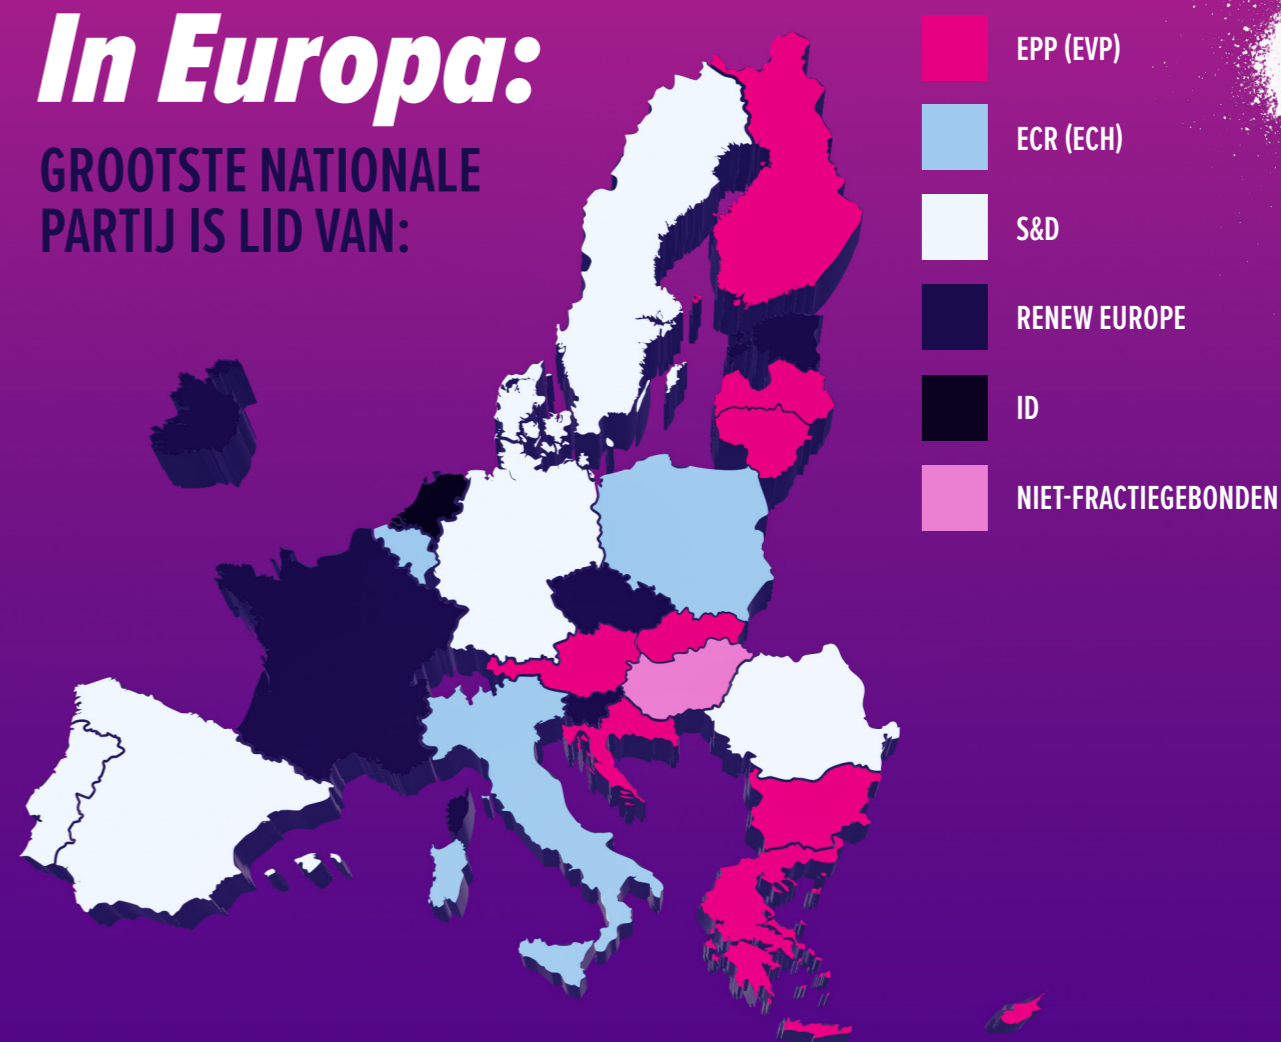 In Europa:
GROOTSTE NATIONALE
PARTIJ IS LID VAN:
EPP (EVP)
ECR (ECH)
S&D
RENEW EUROPE
ID
NIET-FRACTIEGEBONDEN